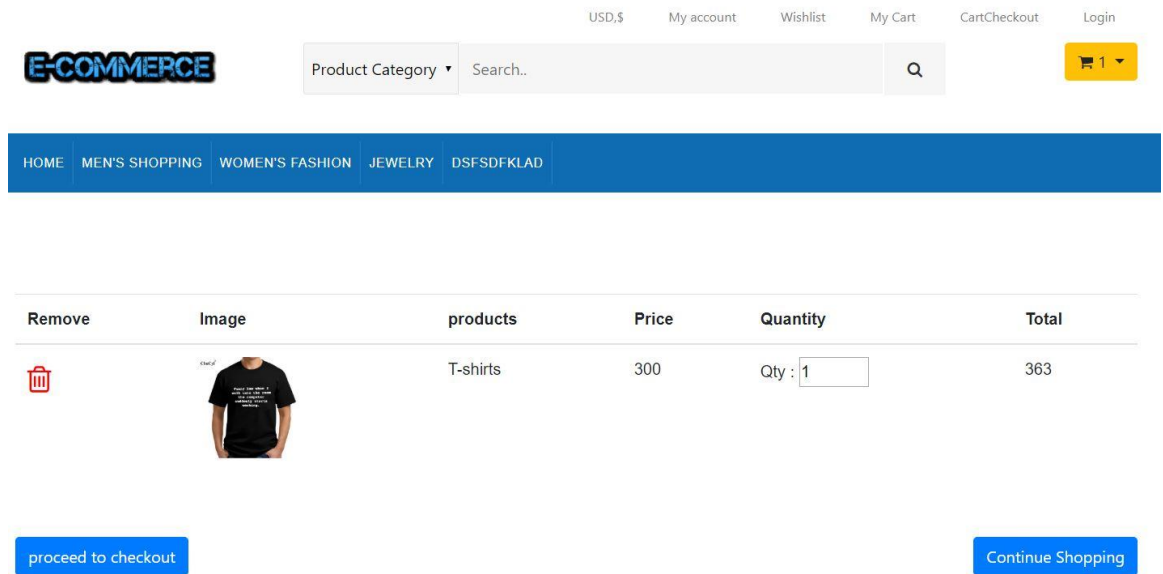 USD,$ My account Wishlist My Cart CartCheckout Login
E-COMMERCE Product Category Search.. 1
HOME MEN'S SHOPPING WOMEN'S FASHION JEWELRY DSFSDFKLAD
Remove Image products Price Quantity Total
T-shirts 300 Qty : 1 363
proceed to checkout Continue Shopping